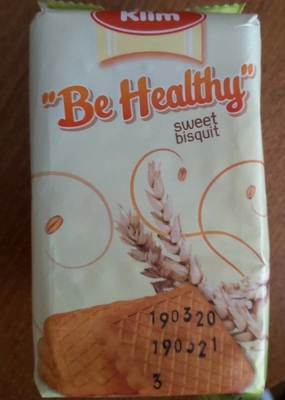 Klim
"Be Healthy"
sweet
bisquit
190320
190321
3